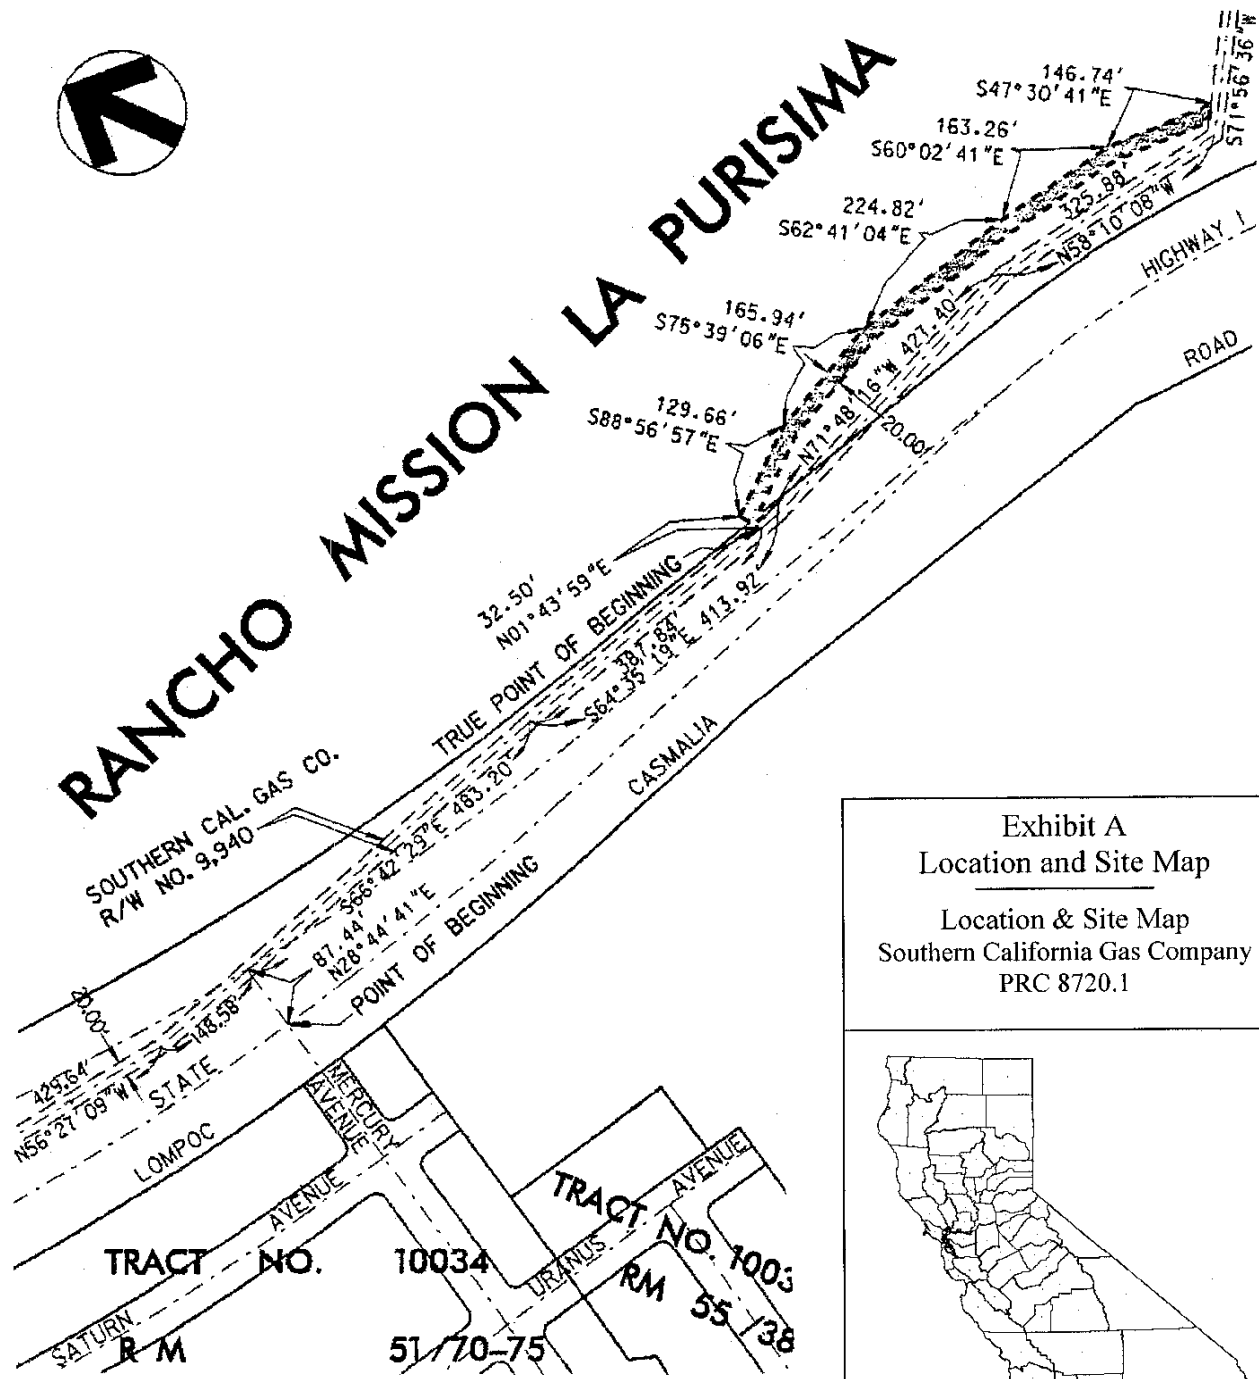 RANCHO MISSION LA PURISIMA
146.74'
S47°30'41"E
163.26'
S60°02'41"E
224.82'
S62°41'04"E
165.94'
S75°39'06"E
129.66'
S88°56'57"E
S71°56'36"W
325.88'
N58°10'08"W
N71°48'16"W 427.40'
20.00'
HIGHWAY 1
ROAD
32.50'
N01°43'59"E
TRUE POINT OF BEGINNING
387.84'
S64°35'19"E 413.92'
CASMALIA
SOUTHERN CAL. GAS CO.
R/W NO. 9,940
S66°42'29"E 483.20'
87.44'
N28°44'41"E
POINT OF BEGINNING
20.00'
148.58'
429.64'
N56°27'09"W
STATE
LOMPOC
MERCURY
AVENUE
AVENUE
SATURN
URANUS
AVENUE
TRACT NO. 10034
R M 51/70-75
TRACT NO. 1003
RM 55/38
Exhibit A
Location and Site Map
Location & Site Map
Southern California Gas Company
PRC 8720.1